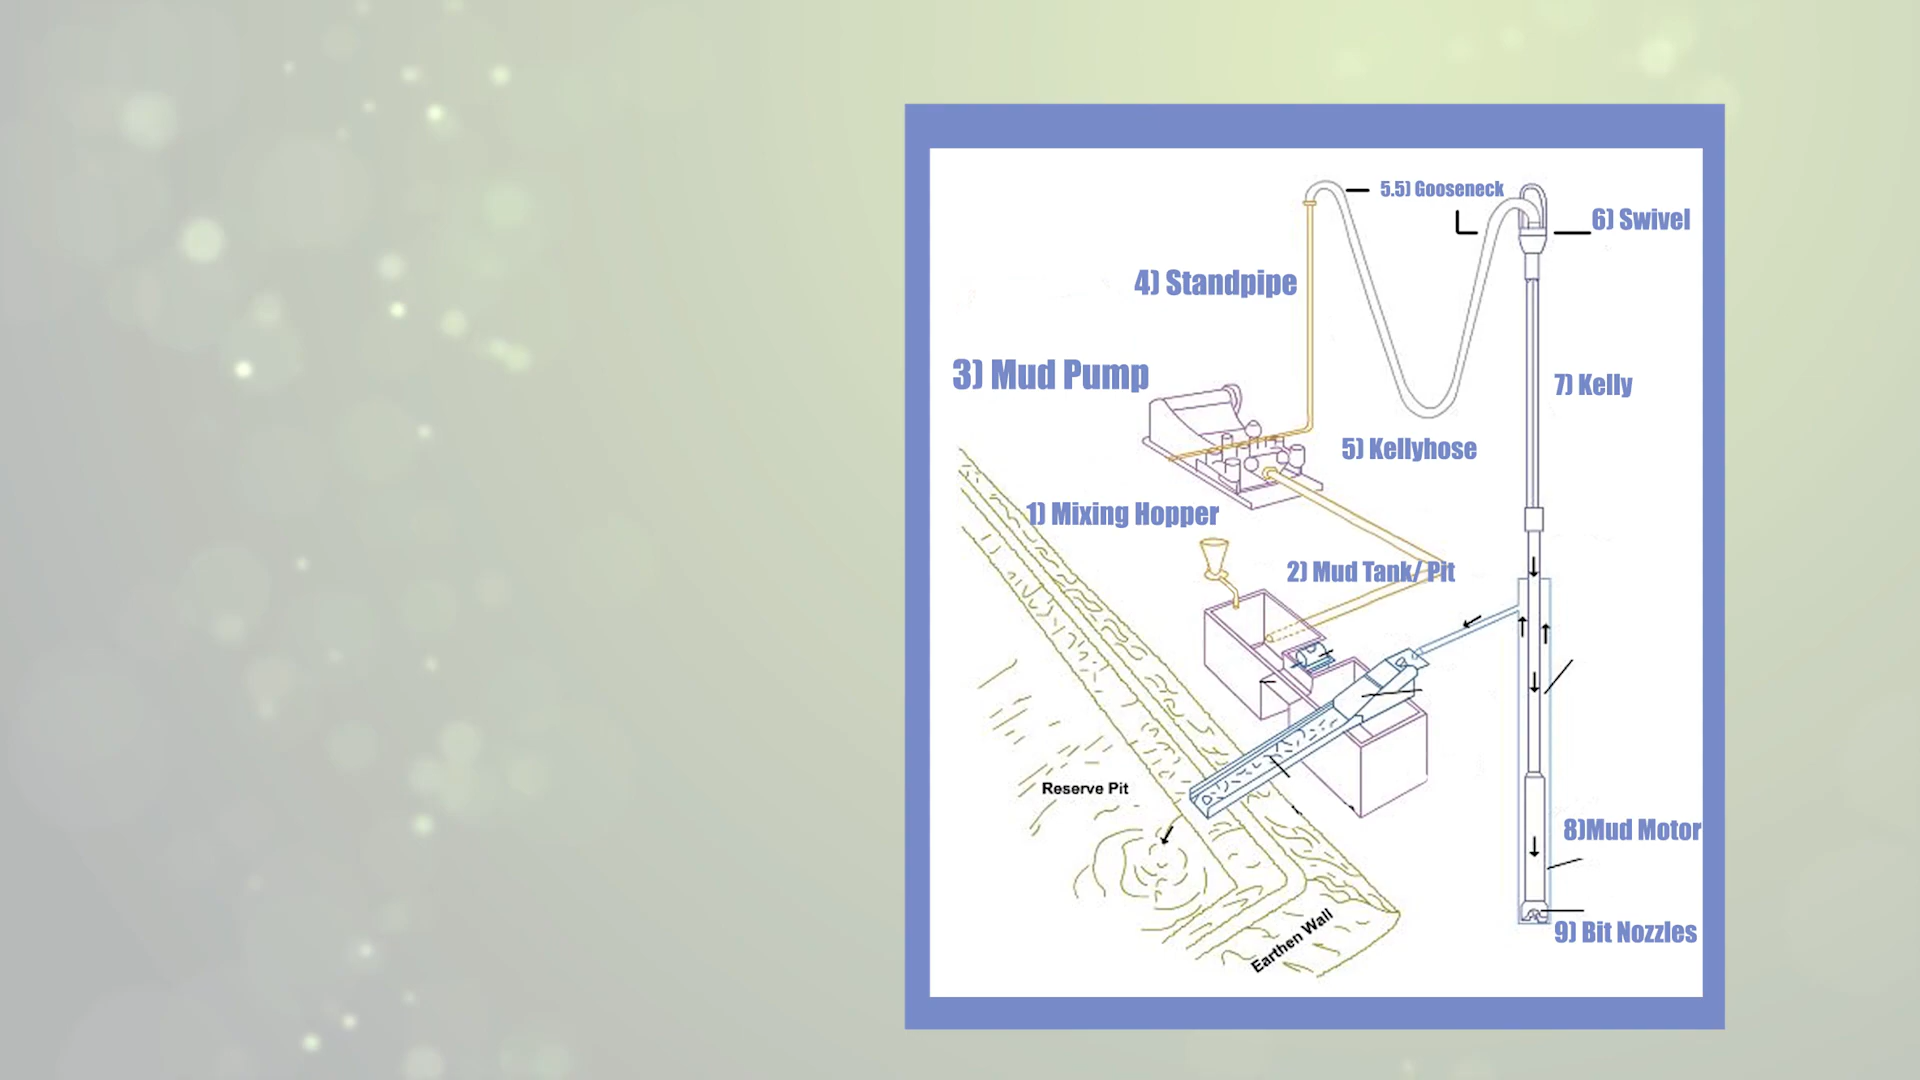 5.5) Gooseneck
6) Swivel
4) Standpipe
3) Mud Pump
7) Kelly
5) Kellyhose
1) Mixing Hopper
2) Mud Tank/ Pit
Reserve Pit
8)Mud Motor
9) Bit Nozzles
Earthen Wall